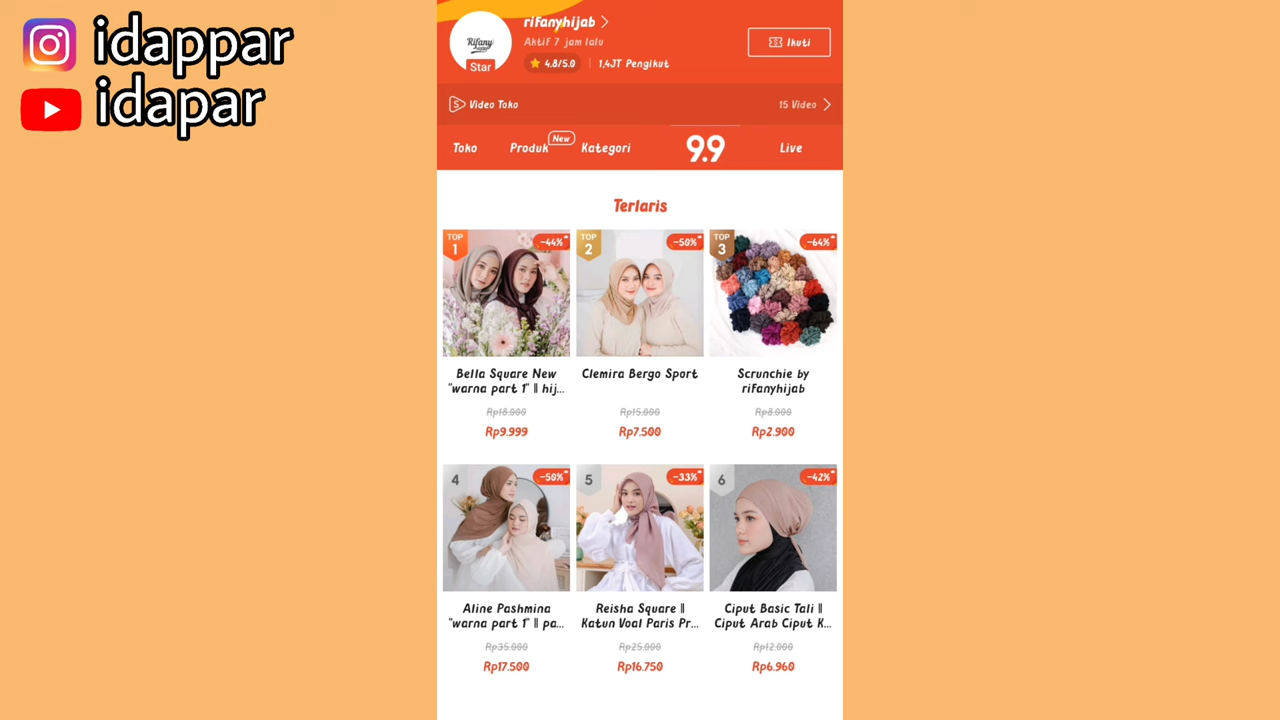 idappar
idapar
Rifany
Star
rifanyhijab
Aktif 7 jam lalu
4.8/5.0
1,4JT Pengikut
Ikuti
Video Toko
15 Video
Toko
Produk
New
Kategori
9.9
Live
Terlaris
TOP
1
-44%
TOP
2
-50%
TOP
3
-64%
Bella Square New
"warna part 1" || hij...
Rp18.000
Rp9.999
Clemira Bergo Sport
Rp15.000
Rp7.500
Scrunchie by
rifanyhijab
Rp8.000
Rp2.900
4
-50%
5
-33%
6
-42%
Aline Pashmina
"warna part 1" || pa...
Rp35.000
Rp17.500
Reisha Square ||
Katun Voal Paris Pr...
Rp25.000
Rp16.750
Ciput Basic Tali ||
Ciput Arab Ciput K...
Rp12.000
Rp6.960